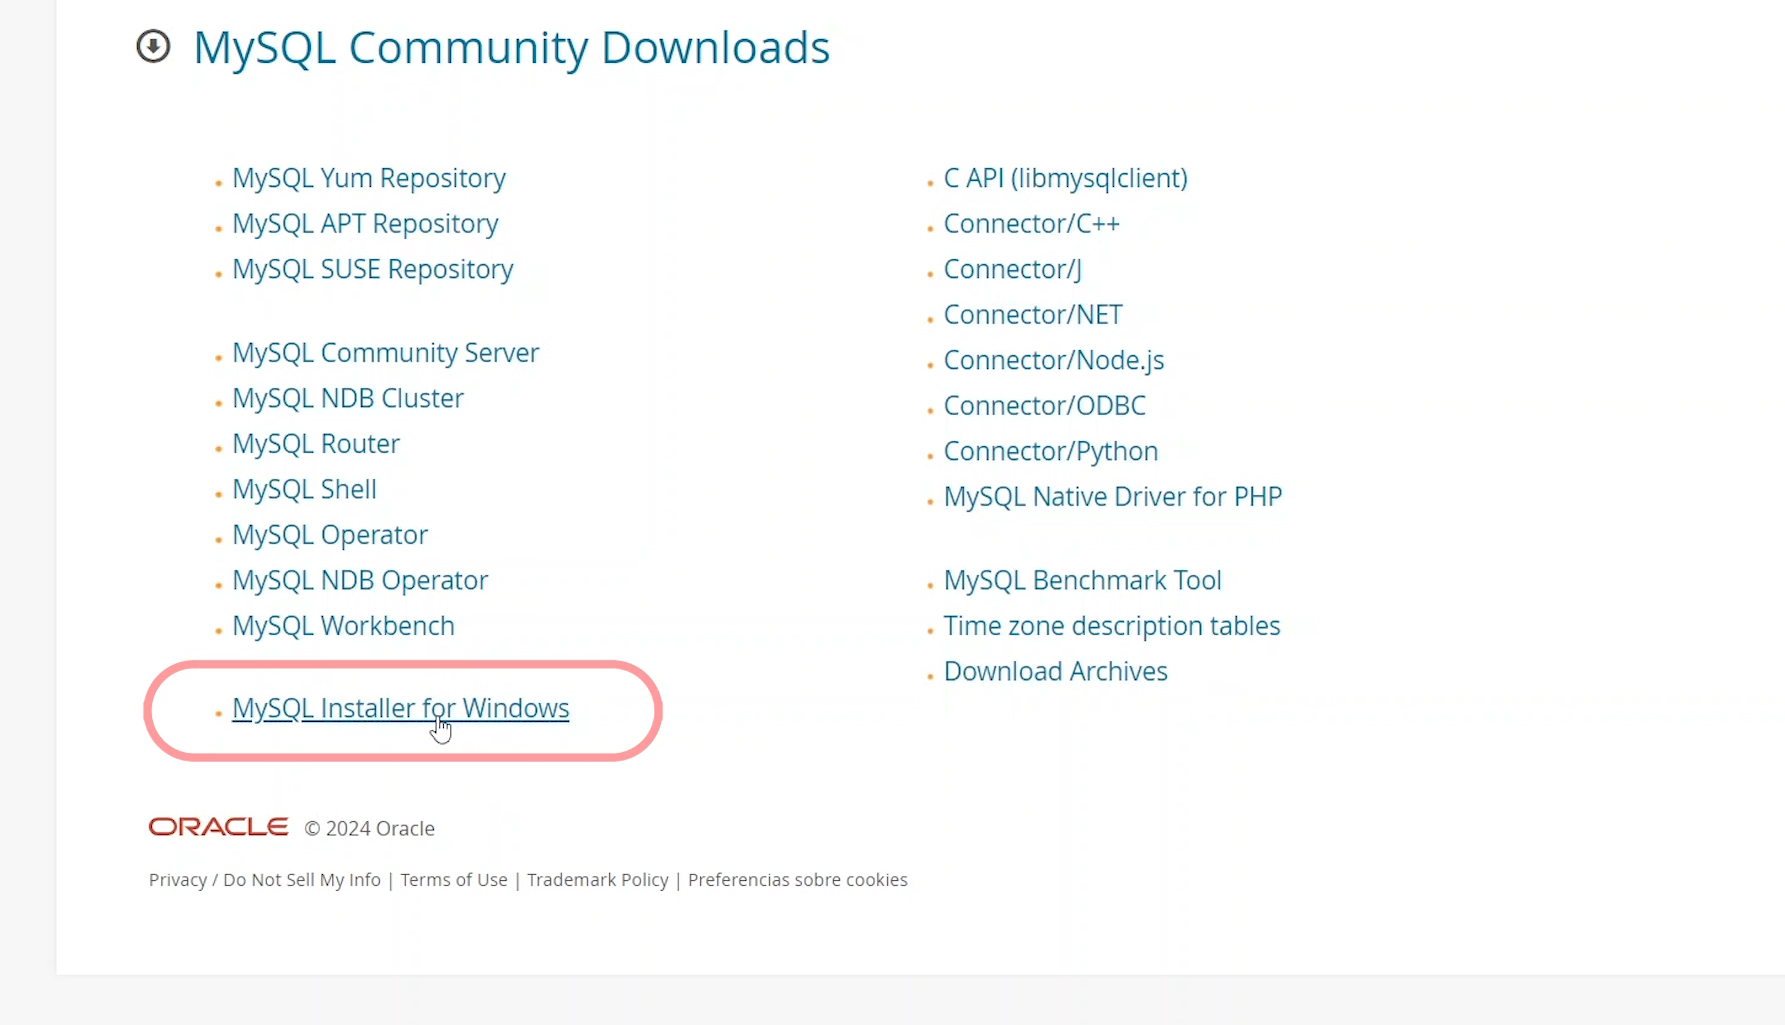 MySQL Community Downloads
MySQL Yum Repository
MySQL APT Repository
MySQL SUSE Repository
MySQL Community Server
MySQL NDB Cluster
MySQL Router
MySQL Shell
MySQL Operator
MySQL NDB Operator
MySQL Workbench
MySQL Installer for Windows
C API (libmysqlclient)
Connector/C++
Connector/J
Connector/NET
Connector/Node.js
Connector/ODBC
Connector/Python
MySQL Native Driver for PHP
MySQL Benchmark Tool
Time zone description tables
Download Archives
ORACLE © 2024 Oracle
Privacy / Do Not Sell My Info | Terms of Use | Trademark Policy | Preferencias sobre cookies